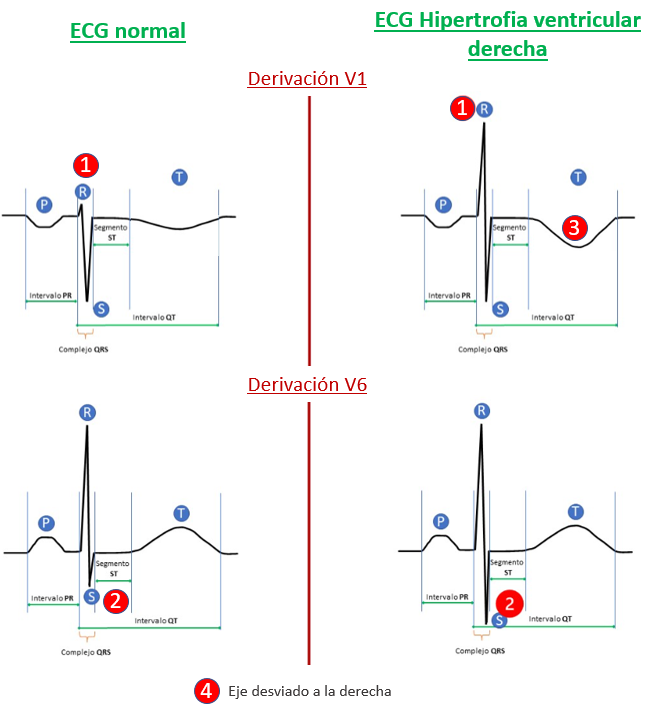 ECG normal
ECG Hipertrofia ventricular
derecha
Derivación V1
1
R
P
T
Segmento
ST
Intervalo PR
S
Intervalo QT
Complejo QRS
1
R
P
T
3
Segmento
ST
Intervalo PR
S
Intervalo QT
Complejo QRS
Derivación V6
R
P
T
Segmento
ST
Intervalo PR
S
2
Intervalo QT
Complejo QRS
R
P
T
Segmento
ST
Intervalo PR
2
S
Intervalo QT
Complejo QRS
4 Eje desviado a la derecha